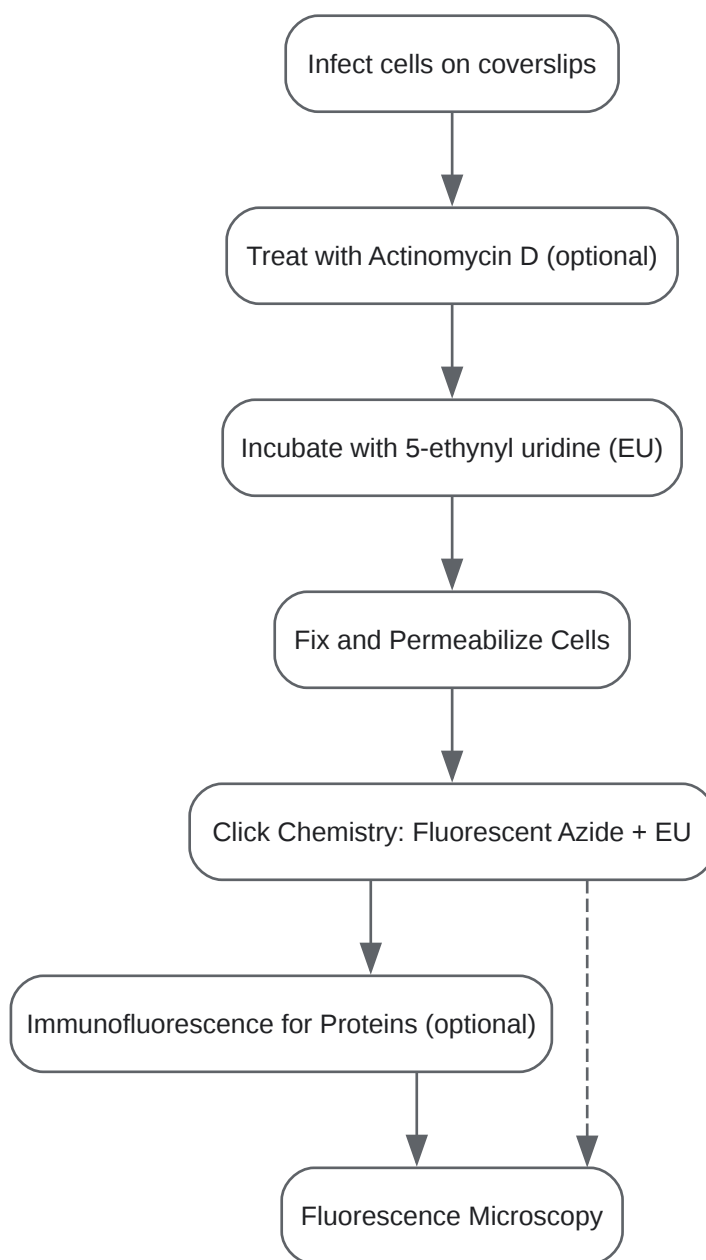 Infect cells on coverslips
Treat with Actinomycin D (optional)
Incubate with 5-ethynyl uridine (EU)
Fix and Permeabilize Cells
Click Chemistry: Fluorescent Azide + EU
Immunofluorescence for Proteins (optional)
Fluorescence Microscopy